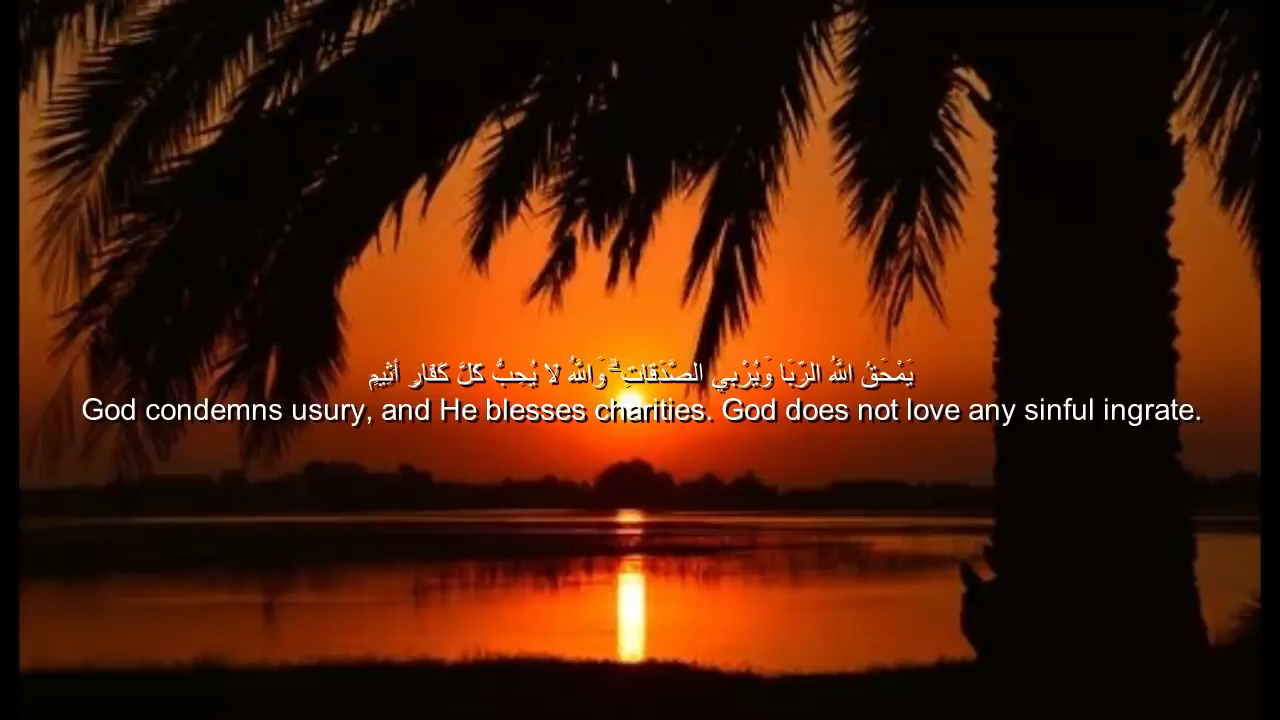 يَمْحَقُ اللَّهُ الرِّبَا وَيُرْبِي الصَّدَقَاتِ ۗ وَاللَّهُ لَا يُحِبُّ كُلَّ كَفَّارٍ أَثِيمٍ
God condemns usury, and He blesses charities. God does not love any sinful ingrate.